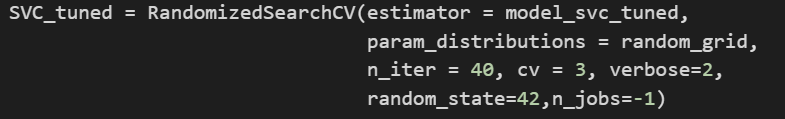 SVC_tuned = RandomizedSearchCV(estimator = model_svc_tuned,
param_distributions = random_grid,
n_iter = 40, cv = 3, verbose=2,
random_state=42,n_jobs=-1)